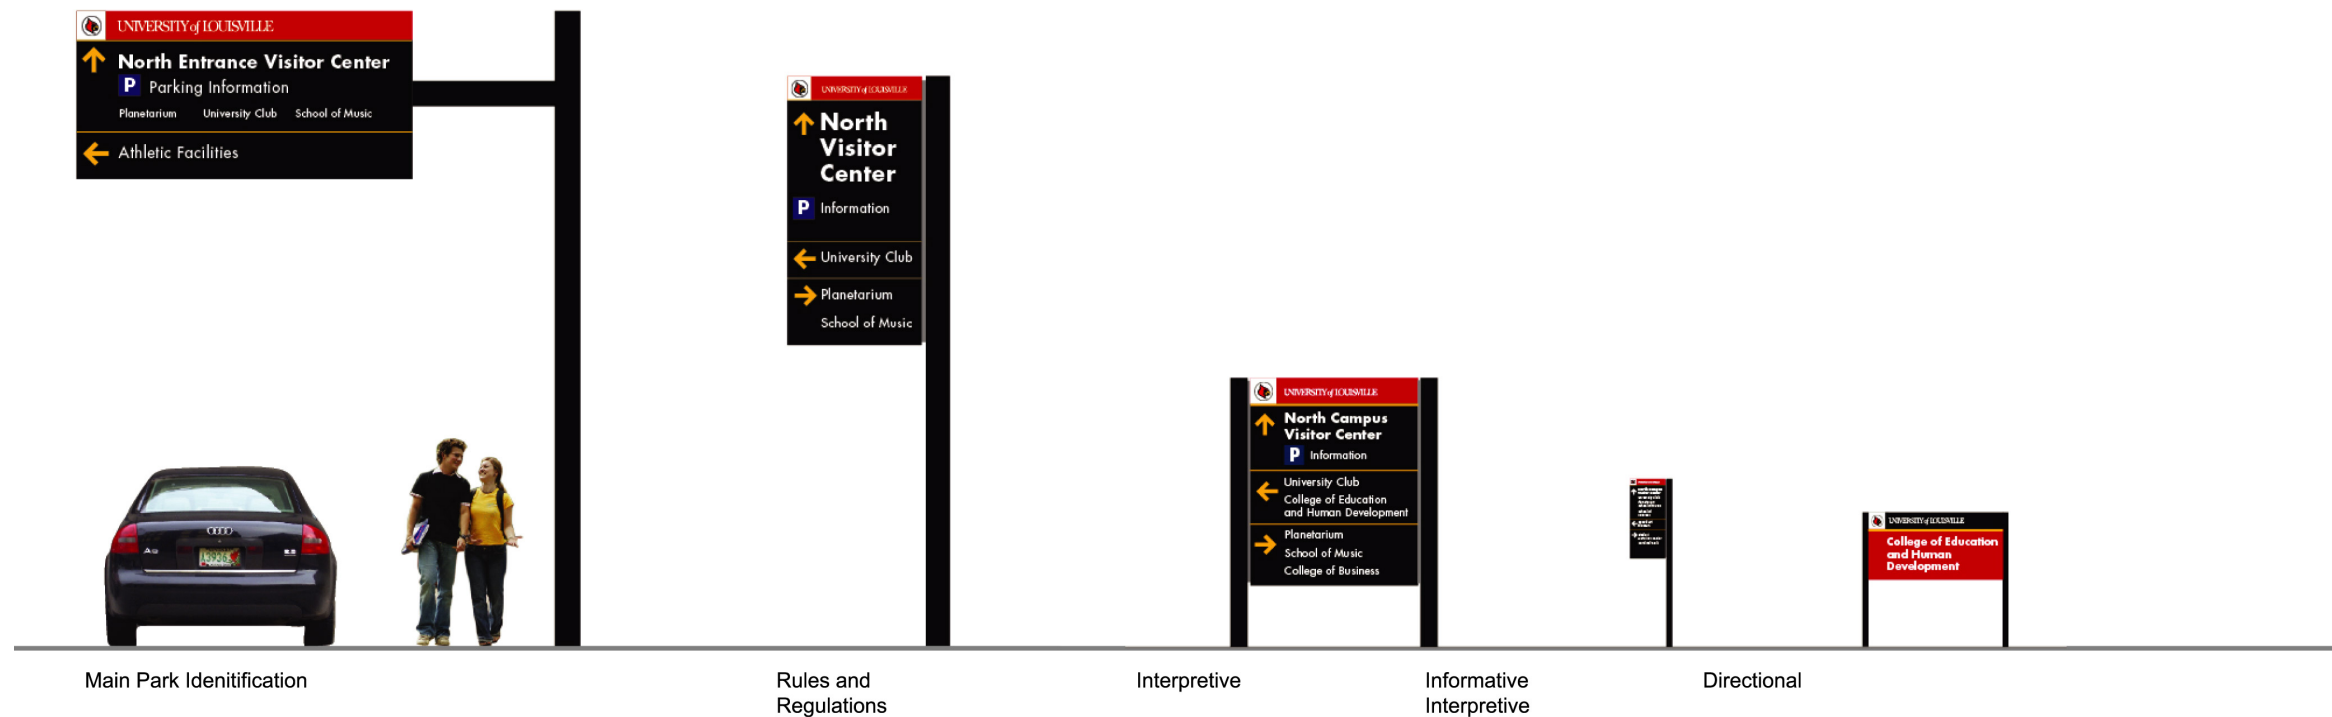 UNIVERSITY of LOUISVILLE
North Entrance Visitor Center
P Parking Information
Planetarium University Club School of Music
Athletic Facilities
UNIVERSITY of LOUISVILLE
North
Visitor
Center
P Information
University Club
Planetarium
School of Music
UNIVERSITY of LOUISVILLE
North Campus
Visitor Center
P Information
University Club
College of Education
and Human Development
Planetarium
School of Music
College of Business
UNIVERSITY of LOUISVILLE
College of Education
and Human
Development
Main Park Idenitification
Rules and
Regulations
Interpretive
Informative
Interpretive
Directional